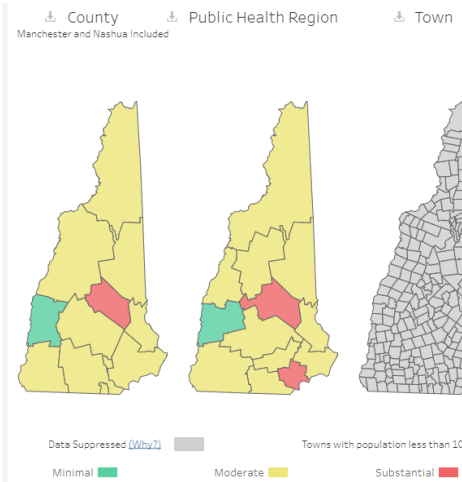 County
Public Health Region
Town
Manchester and Nashua Included
Data Suppressed (Why?)
Towns with population less than 10
Minimal
Moderate
Substantial